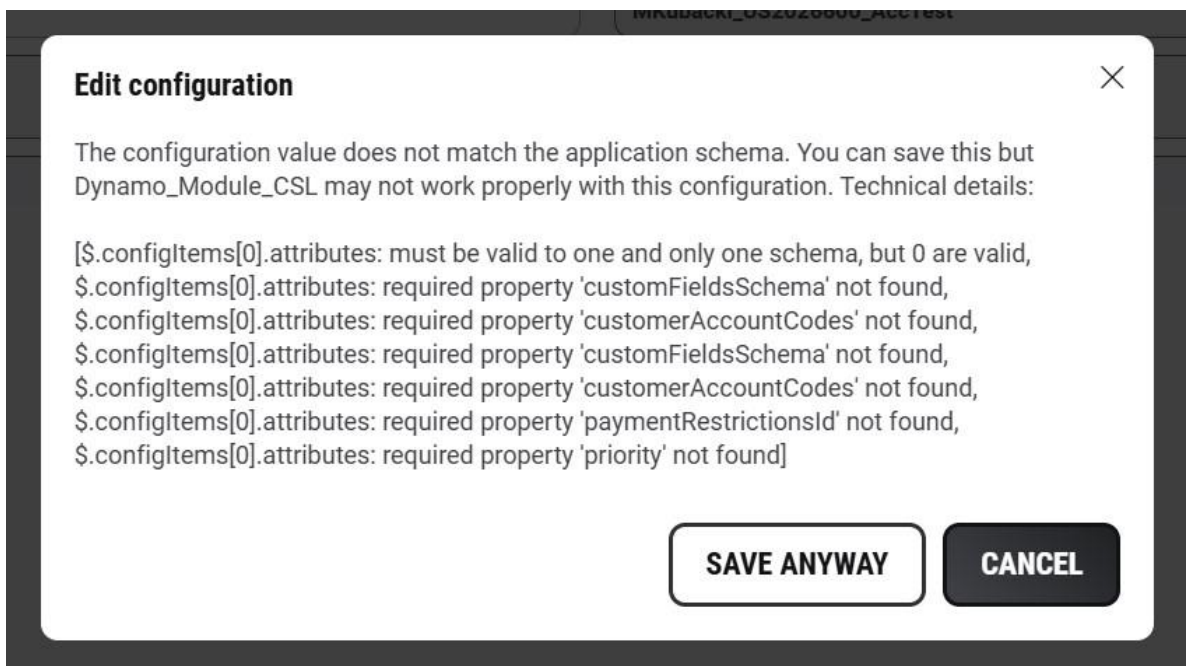 MKubacki_US2026800_AccTest
Edit configuration
The configuration value does not match the application schema. You can save this but
Dynamo_Module_CSL may not work properly with this configuration. Technical details:
[$.configItems[0].attributes: must be valid to one and only one schema, but 0 are valid,
$.configItems[0].attributes: required property 'customFieldsSchema' not found,
$.configItems[0].attributes: required property 'customerAccountCodes' not found,
$.configItems[0].attributes: required property 'customFieldsSchema' not found,
$.configItems[0].attributes: required property 'customerAccountCodes' not found,
$.configItems[0].attributes: required property 'paymentRestrictionsId' not found,
$.configItems[0].attributes: required property 'priority' not found]
SAVE ANYWAY
CANCEL